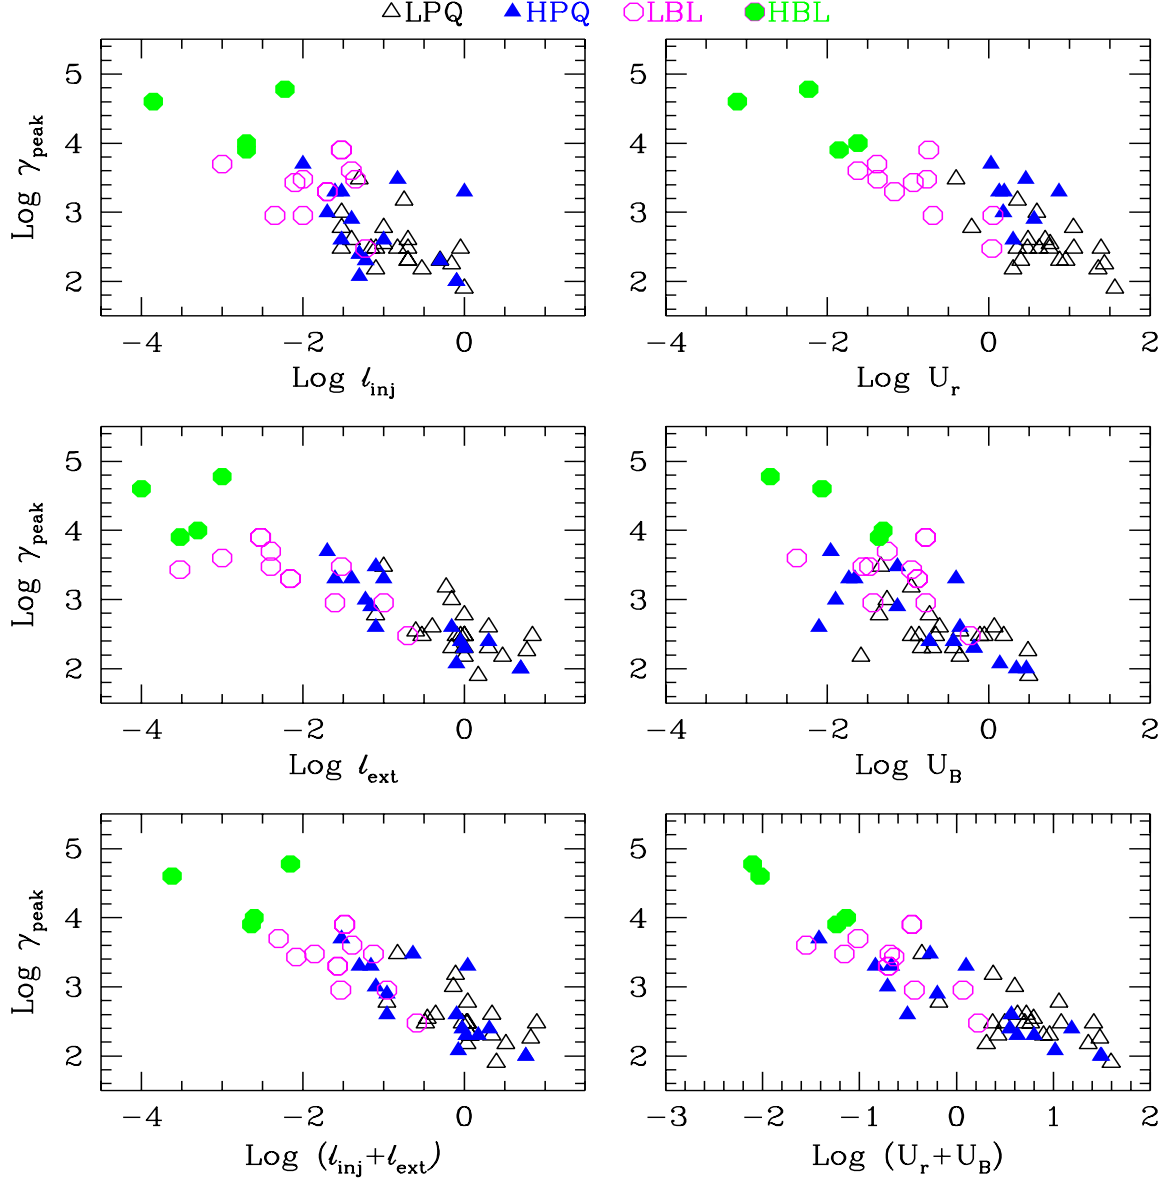 LPQ HPQ LBL HBL
5 5
4 4
3 3
2 2
Log γpeak
−4 −2 0 −4 −2 0 2
Log ℓinj Log Ur
5 5
4 4
3 3
2 2
Log γpeak
−4 −2 0 −4 −2 0 2
Log ℓext Log UB
5 5
4 4
3 3
2 2
Log γpeak
−4 −2 0 −3 −2 −1 0 1 2
Log (ℓinj+ℓext) Log (Ur+UB)